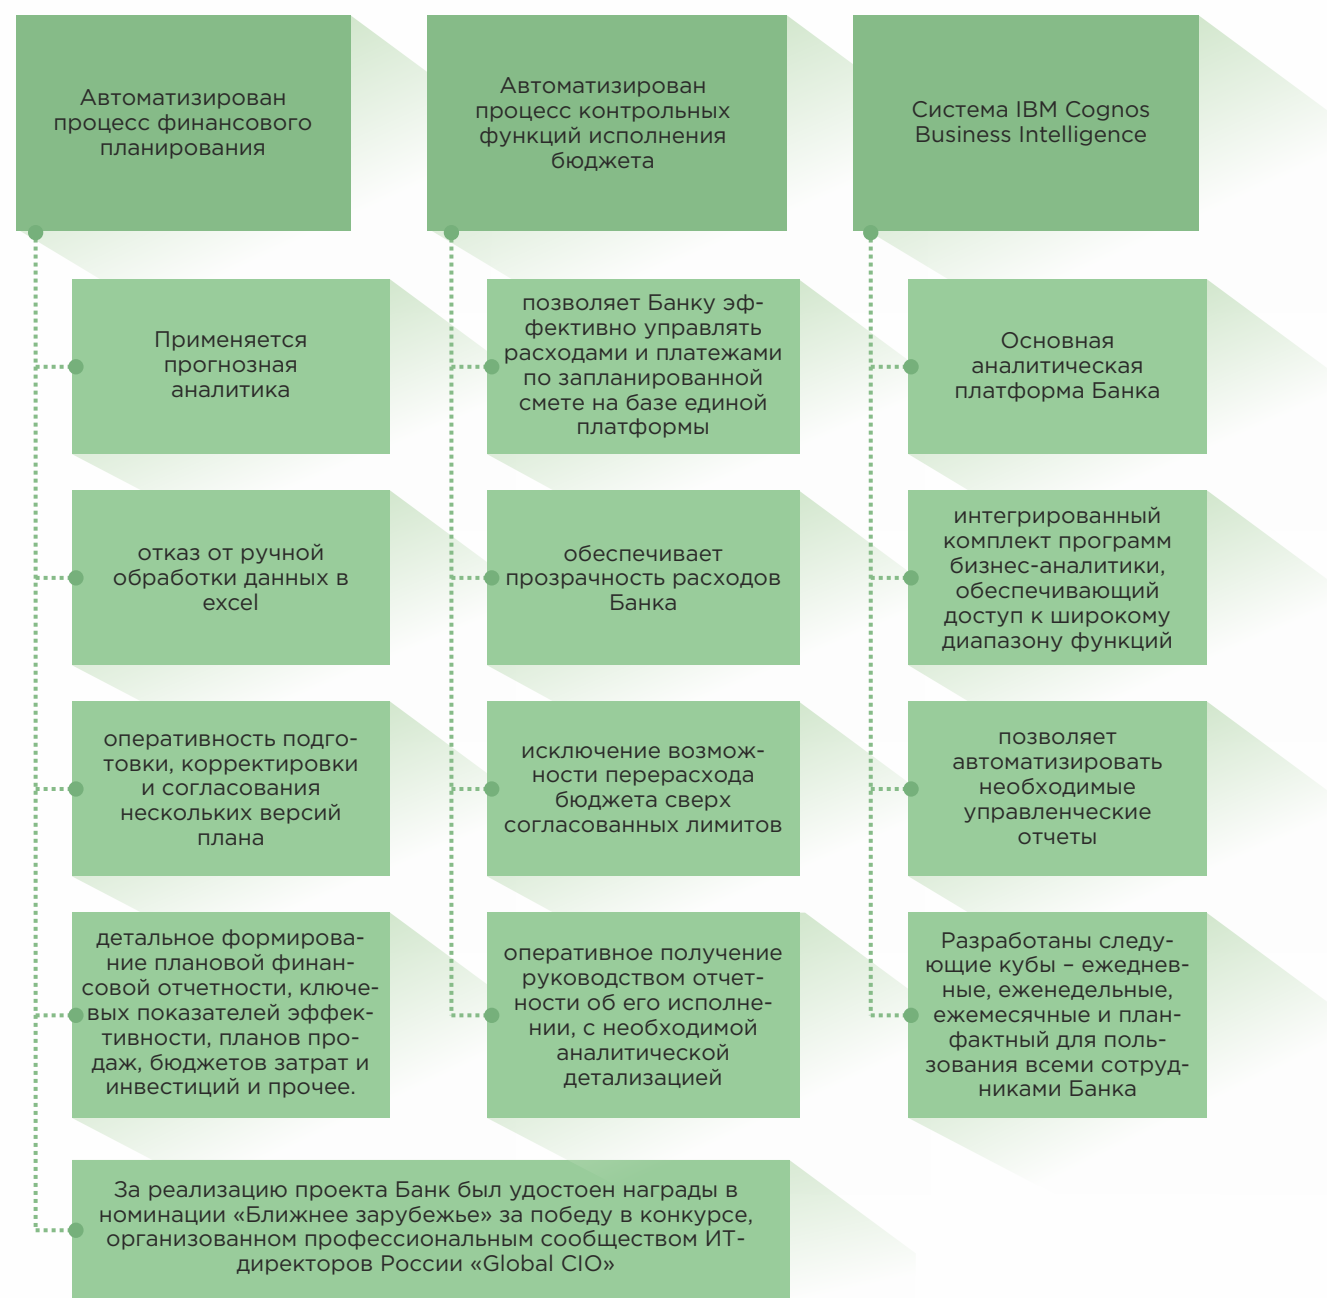 Автоматизирован
процесс финансового
планирования
Применяется
прогнозная
аналитика
отказ от ручной
обработки данных в
excel
оперативность подго-
товки, корректировки
и согласования
нескольких версий
плана
детальное формирова-
ние плановой финан-
совой отчетности, ключе-
вых показателей эффек-
тивности, планов про-
даж, бюджетов затрат и
инвестиций и прочее.
За реализацию проекта Банк был удостоен награды в
номинации «Ближнее зарубежье» за победу в конкурсе,
организованном профессиональным сообществом ИТ-
директоров России «Global CIO»
Автоматизирован
процесс контрольных
функций исполнения
бюджета
позволяет Банку эф-
фективно управлять
расходами и платежами
по запланированной
смете на базе единой
платформы
обеспечивает
прозрачность расходов
Банка
исключение возмож-
ности перерасхода
бюджета сверх
согласованных лимитов
оперативное получение
руководством отчет-
ности об его исполне-
нии, с необходимой
аналитической
детализацией
Система IBM Cognos
Business Intelligence
Основная
аналитическая
платформа Банка
интегрированный
комплект программ
бизнес-аналитики,
обеспечивающий
доступ к широкому
диапазону функций
позволяет
автоматизировать
необходимые
управленческие
отчеты
Разработаны следу-
ющие кубы – ежеднев-
ные, еженедельные,
ежемесячные и план-
фактный для поль-
зования всеми сотруд-
никами Банка